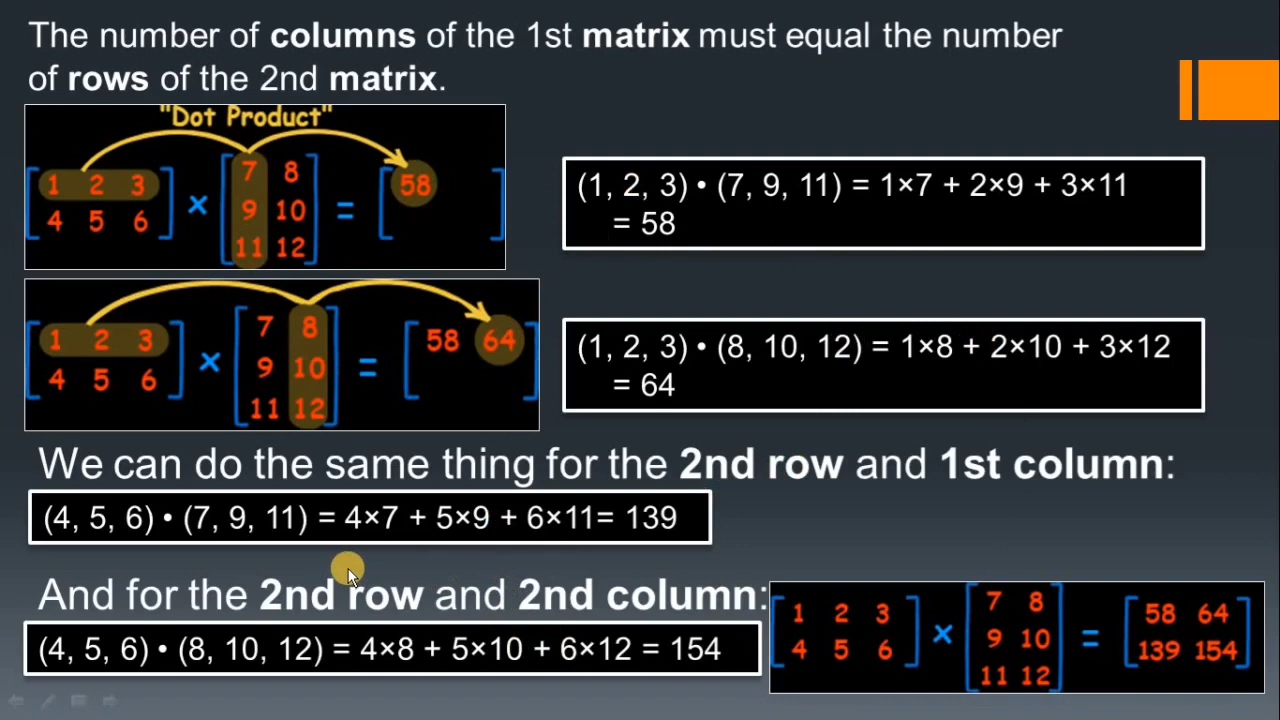 The number of columns of the 1st matrix must equal the number
of rows of the 2nd matrix.
"Dot Product"
1 2 3 7 8 58
4 5 6 × 9 10 =
11 12
(1, 2, 3) • (7, 9, 11) = 1×7 + 2×9 + 3×11
= 58
1 2 3 7 8 58 64
4 5 6 × 9 10 =
11 12
(1, 2, 3) • (8, 10, 12) = 1×8 + 2×10 + 3×12
= 64
We can do the same thing for the 2nd row and 1st column:
(4, 5, 6) • (7, 9, 11) = 4×7 + 5×9 + 6×11= 139
And for the 2nd row and 2nd column:
(4, 5, 6) • (8, 10, 12) = 4×8 + 5×10 + 6×12 = 154
1 2 3 7 8 58 64
4 5 6 × 9 10 = 139 154
11 12